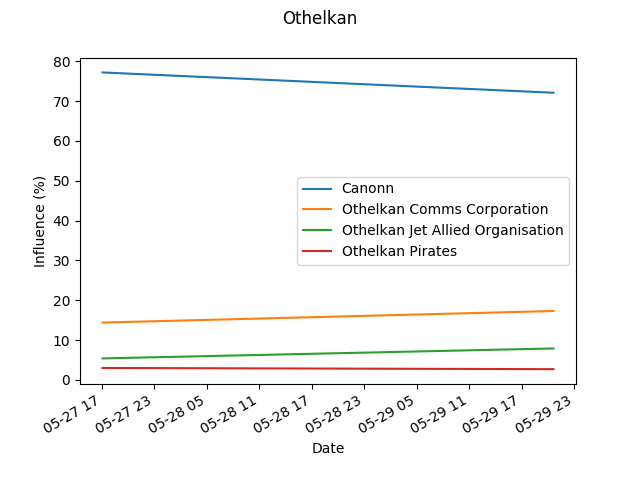 Othelkan
80
70
60
50
40
30
20
10
0
Influence (%)
Canonn
Othelkan Comms Corporation
Othelkan Jet Allied Organisation
Othelkan Pirates
05-27 17
05-27 23
05-28 05
05-28 11
05-28 17
05-28 23
05-29 05
05-29 11
05-29 17
05-29 23
Date